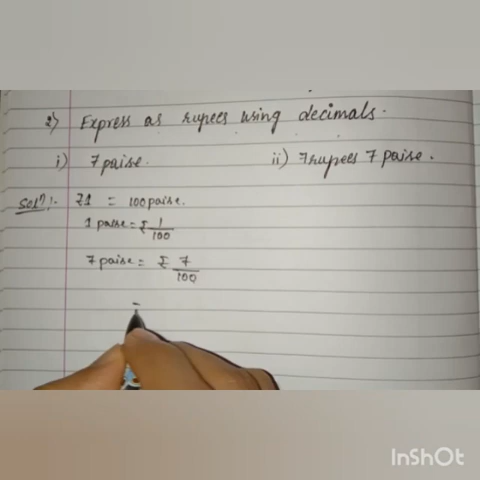 2) Express as rupees using decimals.
i) 7 paise. ii) 7 rupees 7 paise.
Solⁿ:- ₹1 = 100 paise.
1 paise = ₹ 1/100
7 paise = ₹ 7/100
=
InShOt